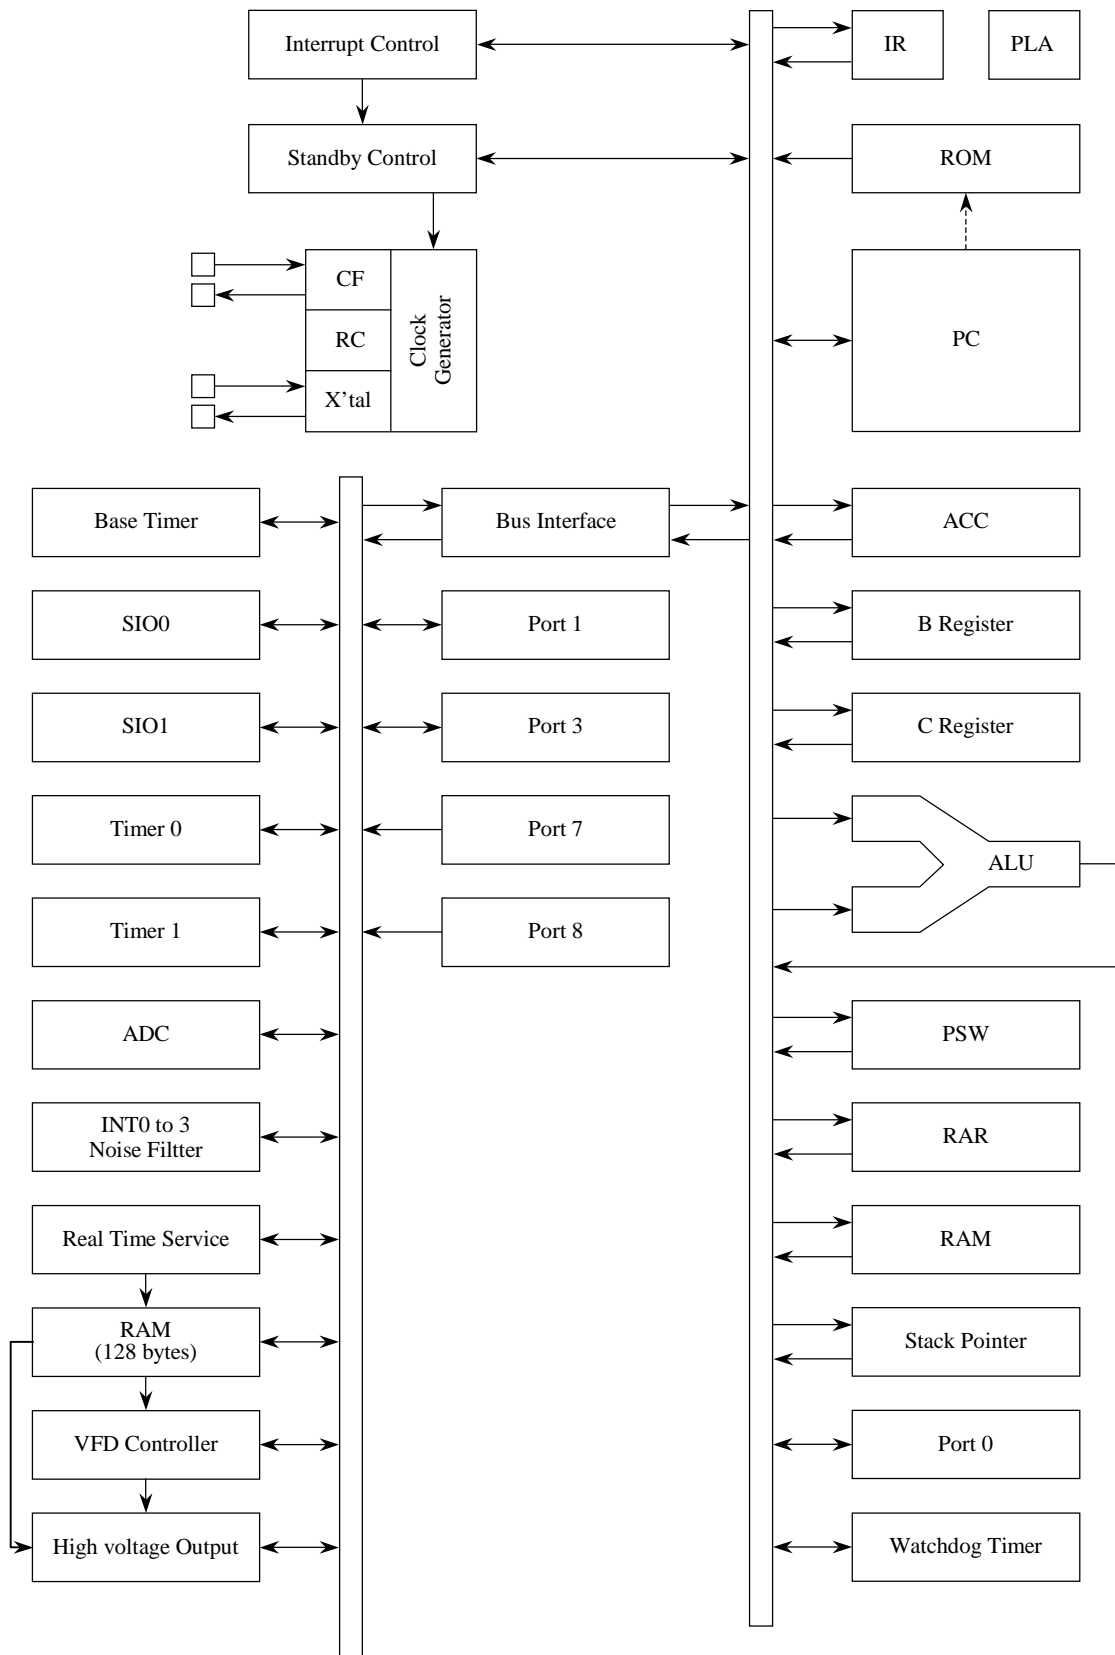 Interrupt Control
IR
PLA
Standby Control
ROM
CF
RC
X’tal
Clock
Generator
PC
Base Timer
Bus Interface
ACC
SIO0
Port 1
B Register
SIO1
Port 3
C Register
Timer 0
Port 7
ALU
Timer 1
Port 8
ADC
PSW
INT0 to 3
Noise Filtter
RAR
Real Time Service
RAM
RAM
(128 bytes)
Stack Pointer
VFD Controller
Port 0
High voltage Output
Watchdog Timer